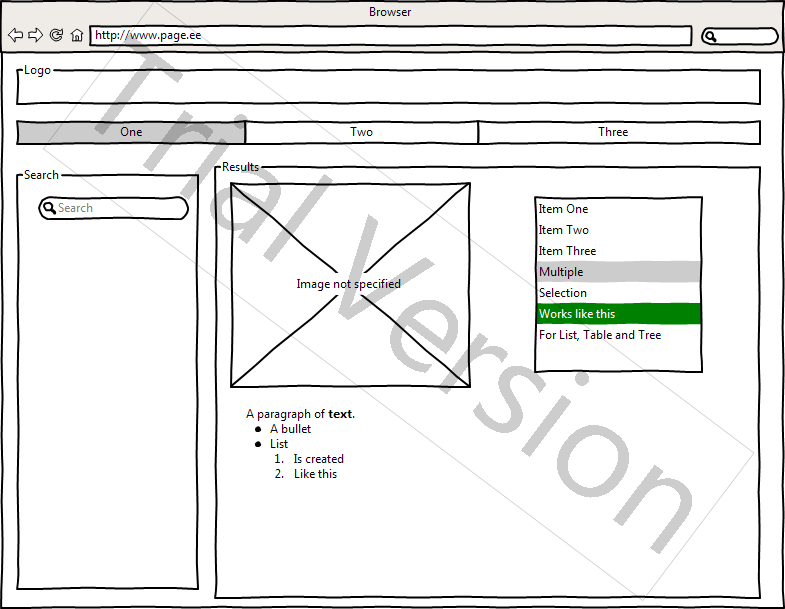 Browser
http://www.page.ee
Logo
One
Two
Three
Search
Search
Results
Image not specified
Item One
Item Two
Item Three
Multiple
Selection
Works like this
For List, Table and Tree
A paragraph of text.
A bullet
List
1. Is created
2. Like this
Trial Version